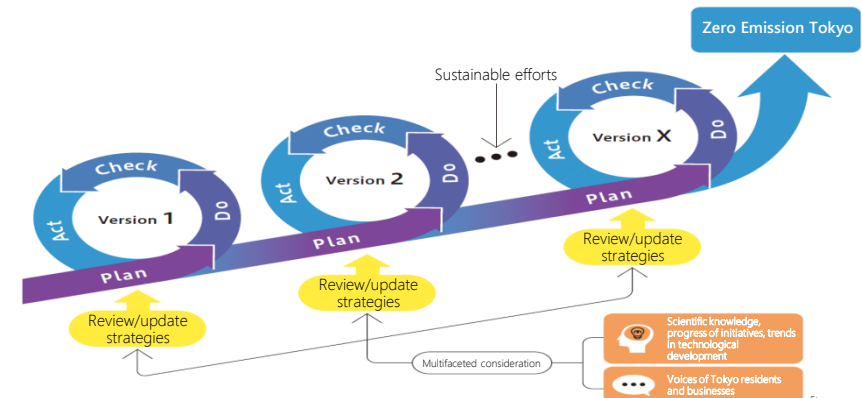 Zero Emission Tokyo
Sustainable efforts
Check
Do
Act
Version X
Plan
Check
Do
Act
Version 2
Plan
Check
Do
Act
Version 1
Plan
Review/update
strategies
Review/update
strategies
Review/update
strategies
Multifaceted consideration
Scientific knowledge,
progress of initiatives, trends
in technological
development
Voices of Tokyo residents
and businesses